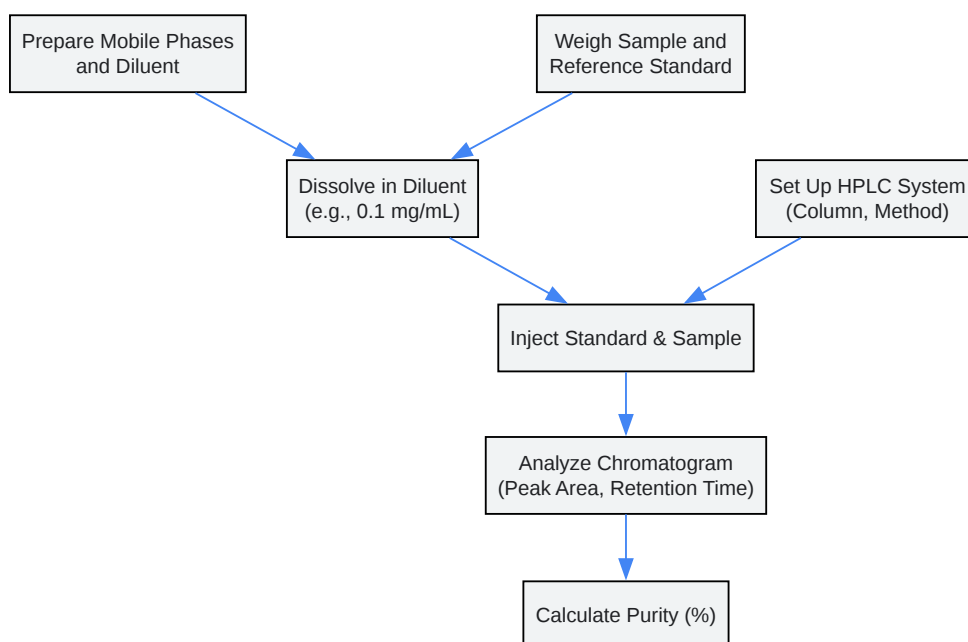 Prepare Mobile Phases
and Diluent
Weigh Sample and
Reference Standard
Dissolve in Diluent
(e.g., 0.1 mg/mL)
Set Up HPLC System
(Column, Method)
Inject Standard & Sample
Analyze Chromatogram
(Peak Area, Retention Time)
Calculate Purity (%)